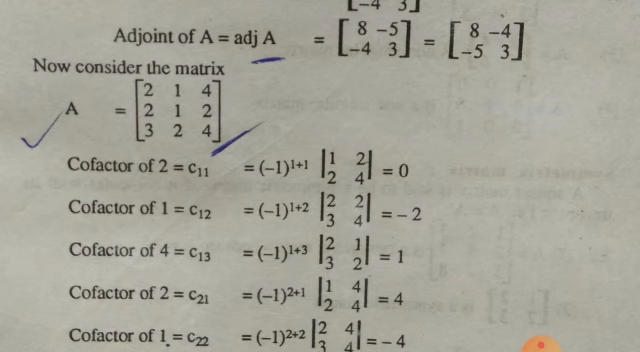 [-4 3]
Adjoint of A = adj A = [8 -5 -4 3] = [8 -4 -5 3]
Now consider the matrix
A = [2 1 4 2 1 2 3 2 4]
Cofactor of 2 = c₁₁ = (-1)¹⁺¹ |1 2 2 4| = 0
Cofactor of 1 = c₁₂ = (-1)¹⁺² |2 2 3 4| = - 2
Cofactor of 4 = c₁₃ = (-1)¹⁺³ |2 1 3 2| = 1
Cofactor of 2 = c₂₁ = (-1)²⁺¹ |1 4 2 4| = 4
Cofactor of 1 = c₂₂ = (-1)²⁺² |2 4 3 4| = - 4